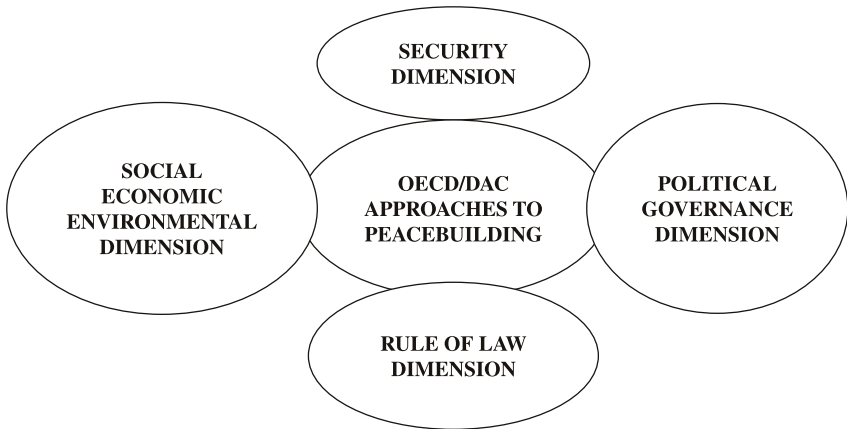 SECURITY
DIMENSION
SOCIAL
ECONOMIC
ENVIRONMENTAL
DIMENSION
OECD/DAC
APPROACHES TO
PEACEBUILDING
POLITICAL
GOVERNANCE
DIMENSION
RULE OF LAW
DIMENSION